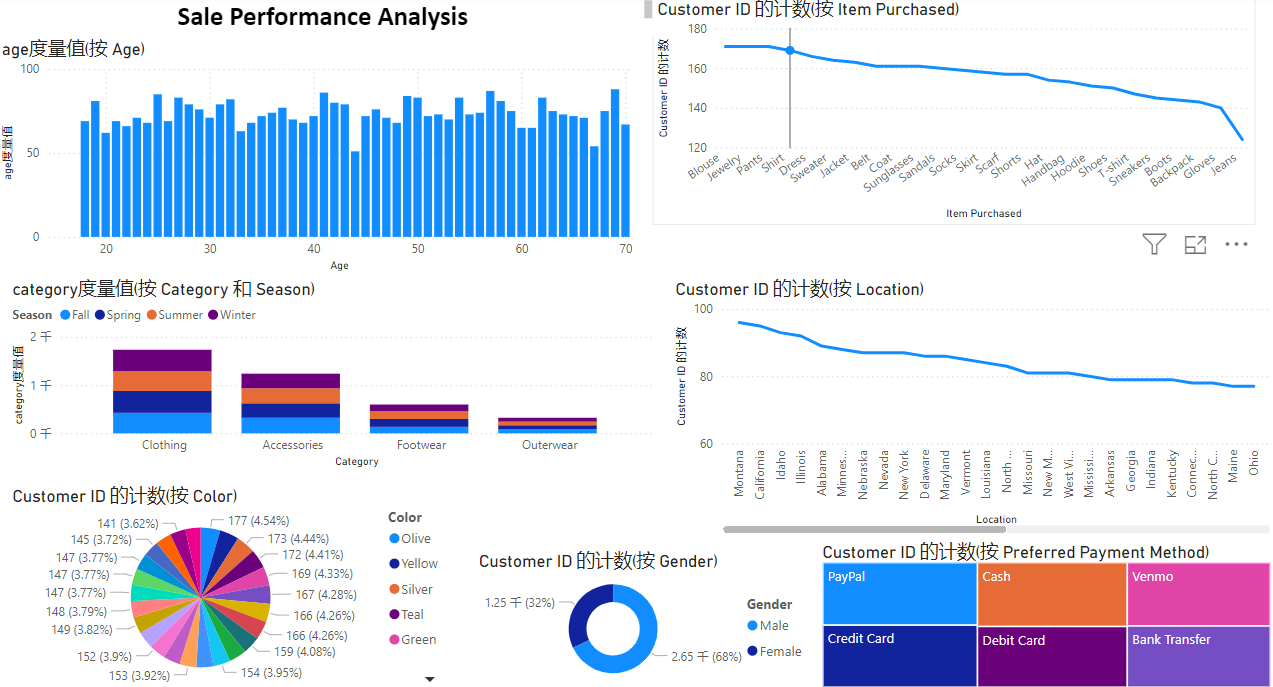 Sale Performance Analysis
age度量值(按 Age)
100
50
0
age度量值
20 30 40 50 60 70
Age
Customer ID 的计数(按 Item Purchased)
180
160
140
120
Customer ID 的计数
Blouse Jewelry Pants Shirt Dress Sweater Jacket Belt Coat Sunglasses Sandals Socks Skirt Scarf Shorts Hat Handbag Hoodie Shoes T-shirt Sneakers Boots Backpack Gloves Jeans
Item Purchased
category度量值(按 Category 和 Season)
Season Fall Spring Summer Winter
2 千
1 千
0 千
category度量值
Clothing Accessories Footwear Outerwear
Category
Customer ID 的计数(按 Location)
100
80
60
Customer ID 的计数
Montana California Idaho Illinois Alabama Minnes... Nebraska Nevada New York Delaware Maryland Vermont Louisiana North ... Missouri New M... West Vi... Mississi... Arkansas Georgia Indiana Kentucky Connec... North C... Maine Ohio
Location
Customer ID 的计数(按 Color)
177 (4.54%)
173 (4.44%)
172 (4.41%)
169 (4.33%)
167 (4.28%)
166 (4.26%)
166 (4.26%)
159 (4.08%)
154 (3.95%)
153 (3.92%)
152 (3.9%)
149 (3.82%)
148 (3.79%)
147 (3.77%)
147 (3.77%)
147 (3.77%)
145 (3.72%)
141 (3.62%)
Color
Olive
Yellow
Silver
Teal
Green
Customer ID 的计数(按 Gender)
1.25 千 (32%)
2.65 千 (68%)
Gender
Male
Female
Customer ID 的计数(按 Preferred Payment Method)
PayPal
Cash
Venmo
Credit Card
Debit Card
Bank Transfer